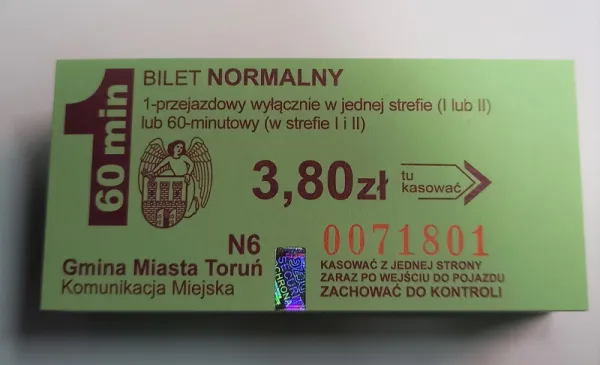 1
60 min
BILET NORMALNY
1-przejazdowy wyłącznie w jednej strefie (I lub II)
lub 60-minutowy (w strefie I i II)
3,80zł
tu
kasować
N6
Gmina Miasta Toruń
Komunikacja Miejska
0071801
KASOWAĆ Z JEDNEJ STRONY
ZARAZ PO WEJŚCIU DO POJAZDU
ZACHOWAĆ DO KONTROLI
OCHRONA
SECURITY